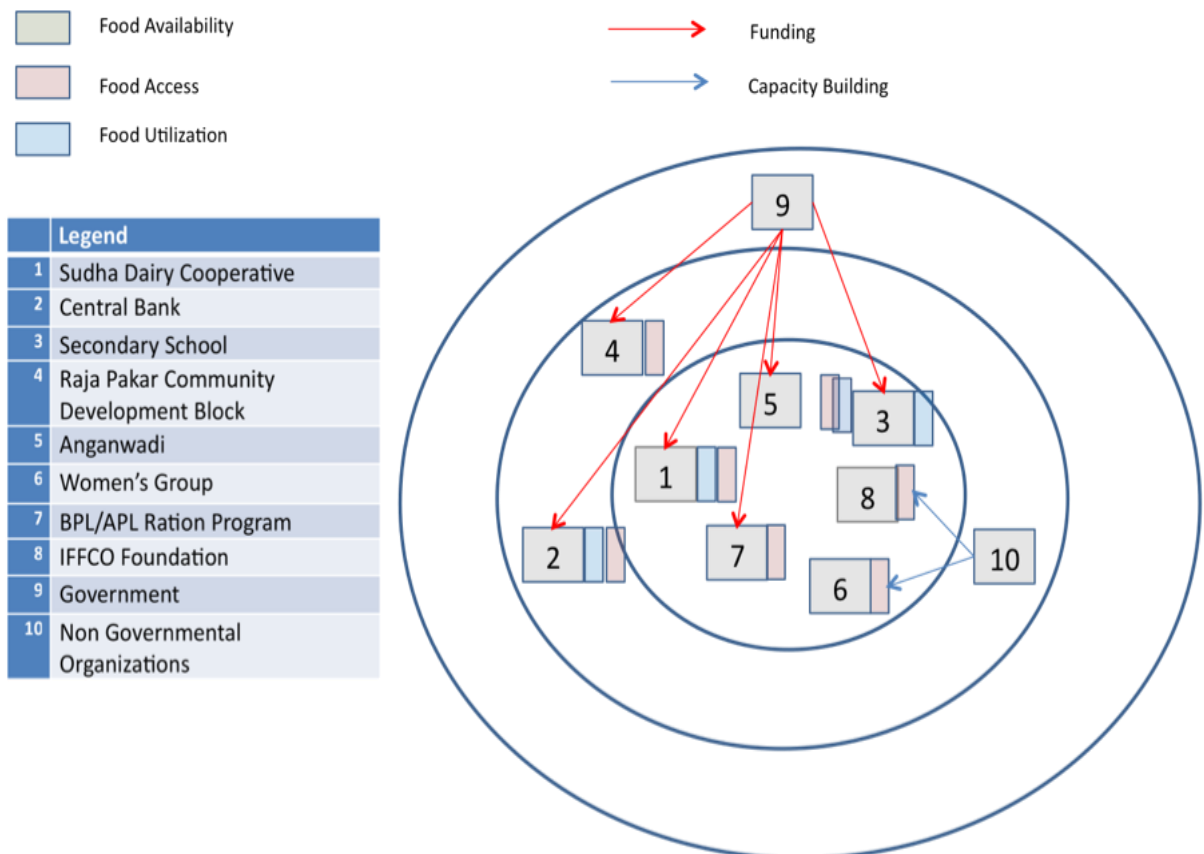 Food Availability
Food Access
Food Utilization
Funding
Capacity Building
Legend
1 Sudha Dairy Cooperative
2 Central Bank
3 Secondary School
4 Raja Pakar Community
Development Block
5 Anganwadi
6 Women’s Group
7 BPL/APL Ration Program
8 IFFCO Foundation
9 Government
10 Non Governmental
Organizations
9
4
5
3
1
8
2
7
6
10